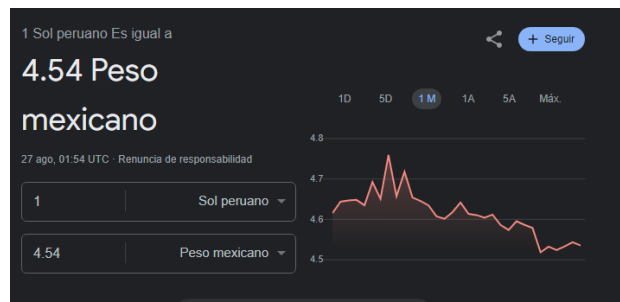 1 Sol peruano Es igual a
4.54 Peso
mexicano
27 ago, 01:54 UTC · Renuncia de responsabilidad
1 Sol peruano
4.54 Peso mexicano
+ Seguir
1D 5D 1 M 1A 5A Máx.
4.8
4.7
4.6
4.5